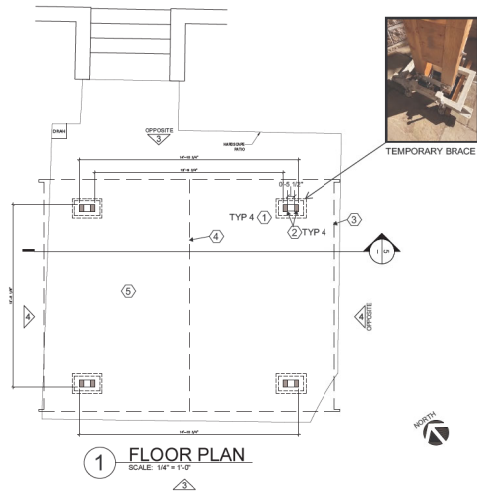 DRAIN
OPPOSITE
3
HARDSCAPE
PATIO
TEMPORARY BRACE
0'-5 1/2"
TYP 4 1
2 TYP 4
3
4
5
4
4
OPPOSITE
1
5
NORTH
1 FLOOR PLAN
SCALE: 1/4" = 1'-0"
3